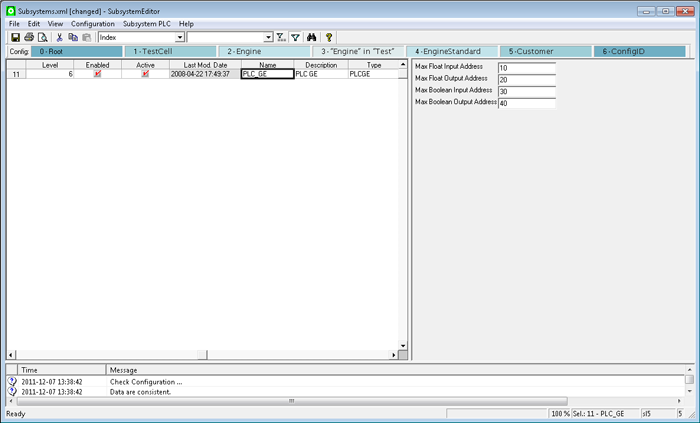 Subsystems.xml [changed] - SubsystemEditor
File Edit View Configuration Subsystem PLC Help
Index
Config: 0 - Root 1 - TestCell 2 - Engine 3 - "Engine" in "Test" 4 - EngineStandard 5 - Customer 6 - ConfigID
Level Enabled Active Last Mod. Date Name Description Type
11 6 2008-04-22 17:49:37 PLC_GE PLC GE PLCGE
Max Float Input Address 10
Max Float Output Address 20
Max Boolean Input Address 30
Max Boolean Output Address 40
Time Message
2011-12-07 13:38:42 Check Configuration ...
2011-12-07 13:38:42 Data are consistent.
Ready 100 % Sel.: 11 - PLC_GE sl5 5